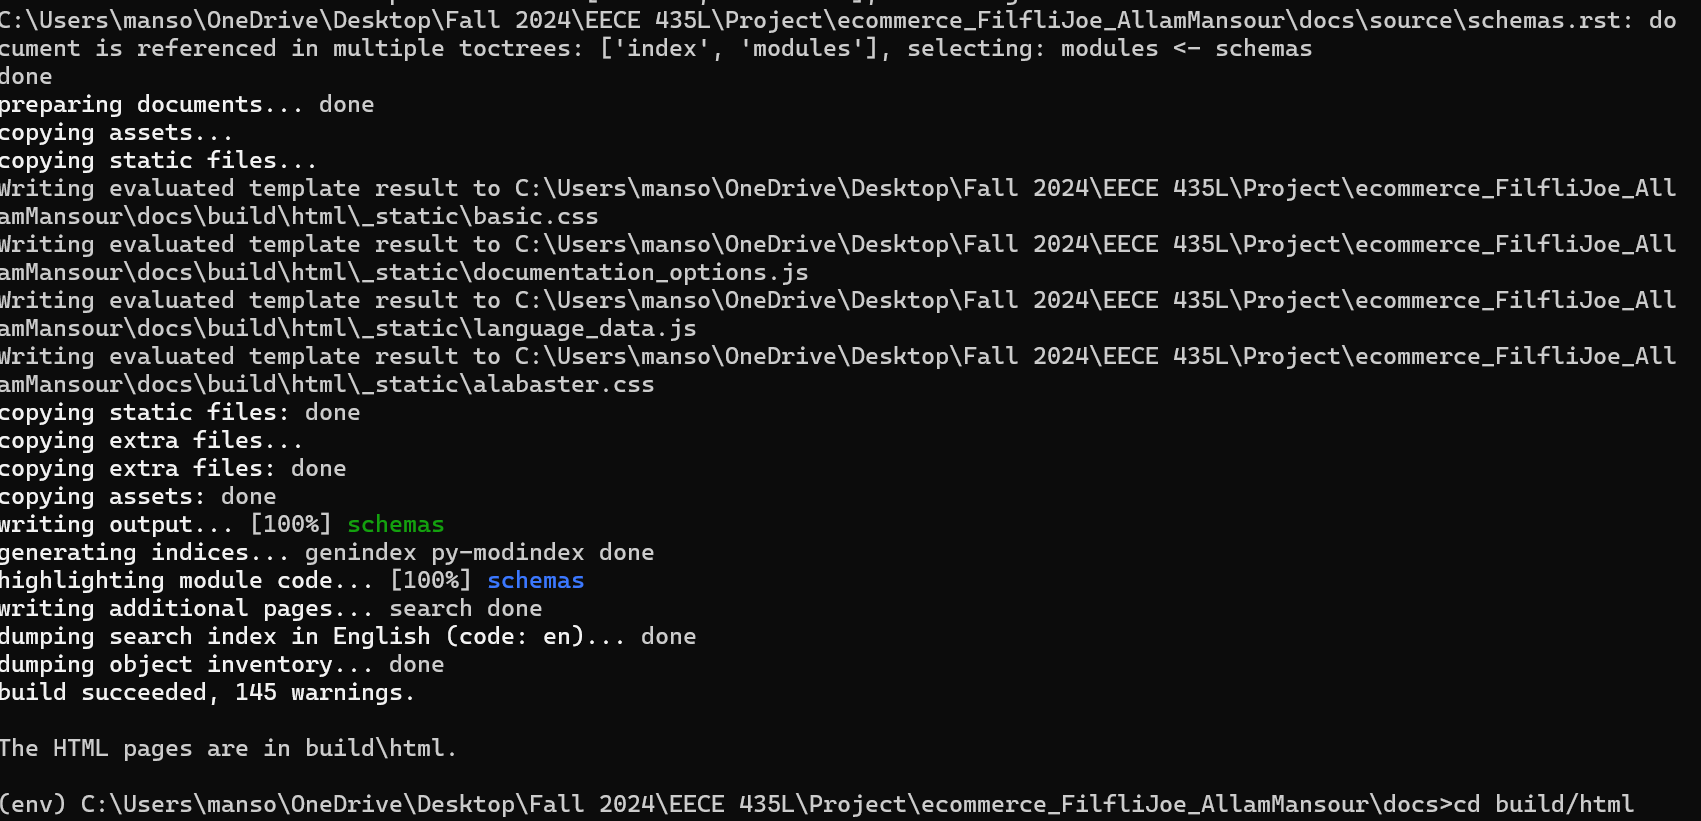 C:\Users\manso\OneDrive\Desktop\Fall 2024\EECE 435L\Project\ecommerce_FilfliJoe_AllamMansour\docs\source\schemas.rst: do
cument is referenced in multiple toctrees: ['index', 'modules'], selecting: modules <- schemas
done
preparing documents... done
copying assets...
copying static files...
Writing evaluated template result to C:\Users\manso\OneDrive\Desktop\Fall 2024\EECE 435L\Project\ecommerce_FilfliJoe_All
amMansour\docs\build\html\_static\basic.css
Writing evaluated template result to C:\Users\manso\OneDrive\Desktop\Fall 2024\EECE 435L\Project\ecommerce_FilfliJoe_All
amMansour\docs\build\html\_static\documentation_options.js
Writing evaluated template result to C:\Users\manso\OneDrive\Desktop\Fall 2024\EECE 435L\Project\ecommerce_FilfliJoe_All
amMansour\docs\build\html\_static\language_data.js
Writing evaluated template result to C:\Users\manso\OneDrive\Desktop\Fall 2024\EECE 435L\Project\ecommerce_FilfliJoe_All
amMansour\docs\build\html\_static\alabaster.css
copying static files: done
copying extra files...
copying extra files: done
copying assets: done
writing output... [100%] schemas
generating indices... genindex py-modindex done
highlighting module code... [100%] schemas
writing additional pages... search done
dumping search index in English (code: en)... done
dumping object inventory... done
build succeeded, 145 warnings.
The HTML pages are in build\html.
(env) C:\Users\manso\OneDrive\Desktop\Fall 2024\EECE 435L\Project\ecommerce_FilfliJoe_AllamMansour\docs>cd build/html